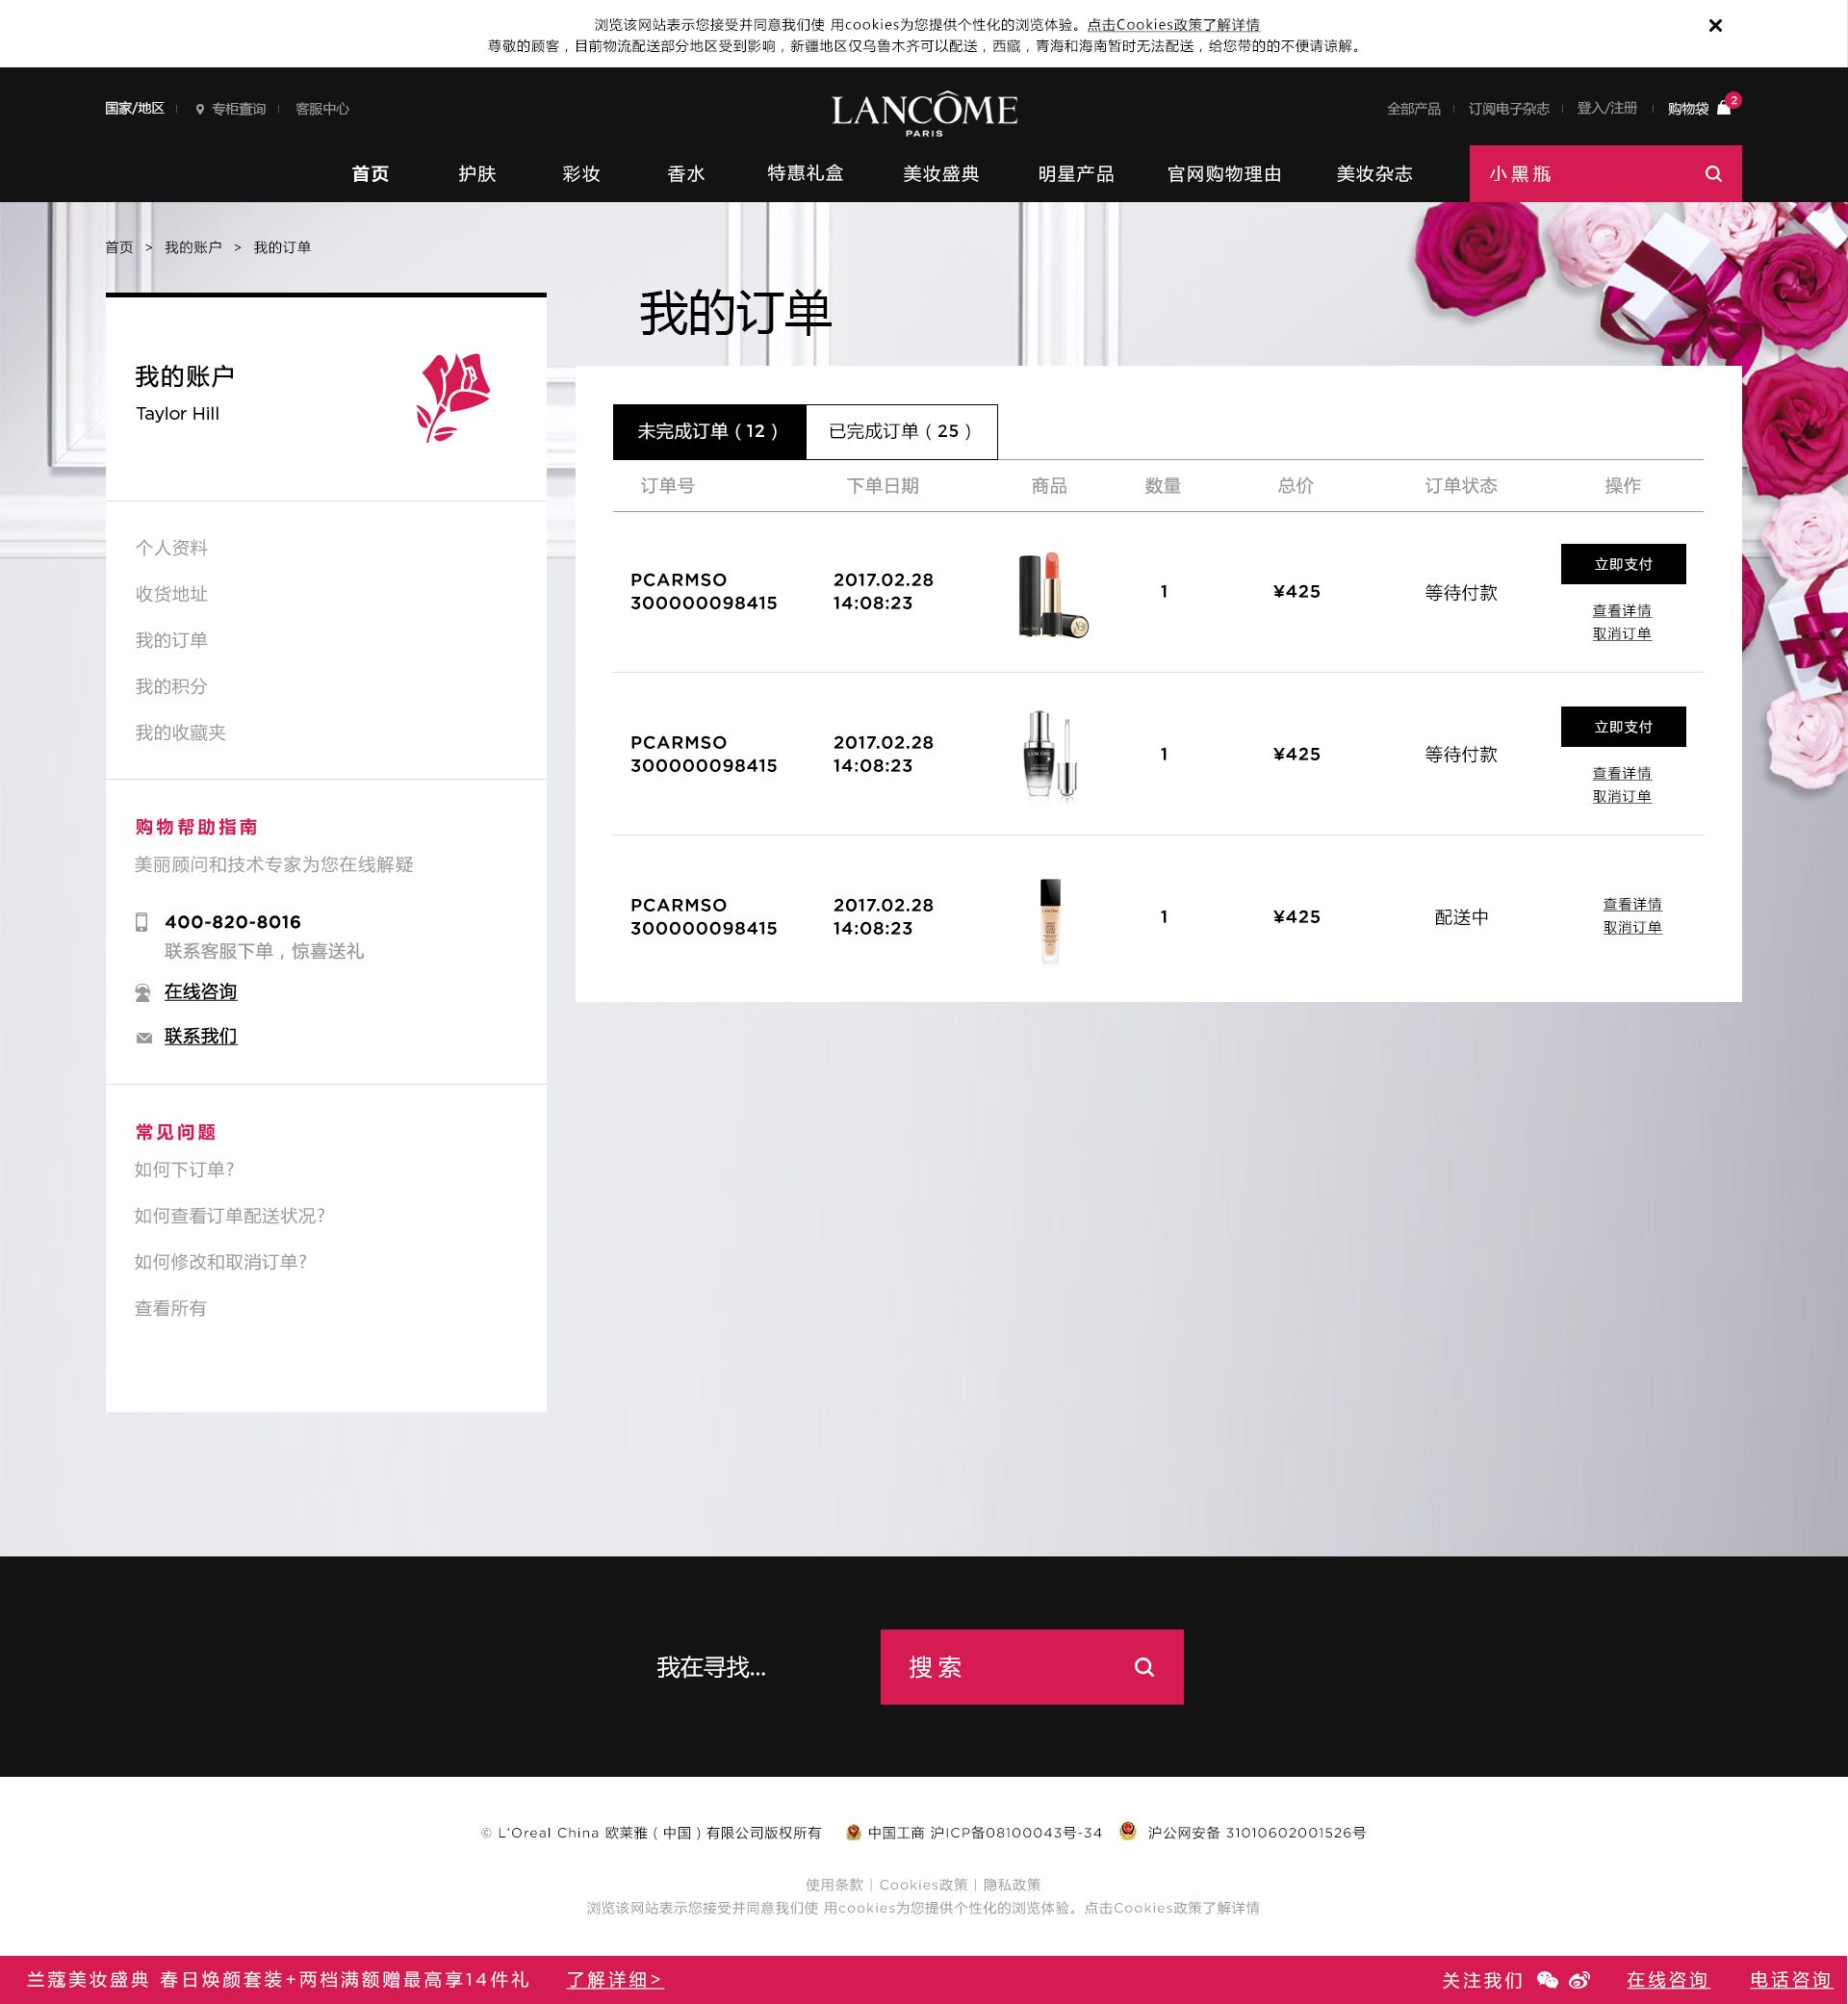 浏览该网站表示您接受并同意我们使 用cookies为您提供个性化的浏览体验。点击Cookies政策了解详情
尊敬的顾客，目前物流配送部分地区受到影响，新疆地区仅乌鲁木齐可以配送，西藏，青海和海南暂时无法配送，给您带的的不便请谅解。
国家/地区 专柜查询 客服中心
LANCÔME
PARIS
全部产品 订阅电子杂志 登入/注册 购物袋 2
首页 护肤 彩妆 香水 特惠礼盒 美妆盛典 明星产品 官网购物理由 美妆杂志 小黑瓶
首页 > 我的账户 > 我的订单
我的订单
我的账户
Taylor Hill
个人资料
收货地址
我的订单
我的积分
我的收藏夹
购物帮助指南
美丽顾问和技术专家为您在线解疑
400-820-8016
联系客服下单，惊喜送礼
在线咨询
联系我们
常见问题
如何下订单?
如何查看订单配送状况?
如何修改和取消订单?
查看所有
未完成订单（12） 已完成订单（25）
订单号 下单日期 商品 数量 总价 订单状态 操作
PCARMSO
300000098415
2017.02.28
14:08:23
LANCÔME
1 ¥425 等待付款
立即支付
查看详情
取消订单
PCARMSO
300000098415
2017.02.28
14:08:23
LANCÔME
1 ¥425 等待付款
立即支付
查看详情
取消订单
PCARMSO
300000098415
2017.02.28
14:08:23
1 ¥425 配送中
查看详情
取消订单
我在寻找... 搜索
© L'Oreal China 欧莱雅（中国）有限公司版权所有 中国工商 沪ICP备08100043号-34 沪公网安备 31010602001526号
使用条款 | Cookies政策 | 隐私政策
浏览该网站表示您接受并同意我们使 用cookies为您提供个性化的浏览体验。点击Cookies政策了解详情
兰蔻美妆盛典 春日焕颜套装+两档满额赠最高享14件礼 了解详细> 关注我们 在线咨询 电话咨询